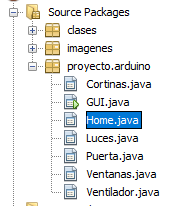 Source Packages
clases
imagenes
proyecto.arduino
Cortinas.java
GUI.java
Home.java
Luces.java
Puerta.java
Ventanas.java
Ventilador.java